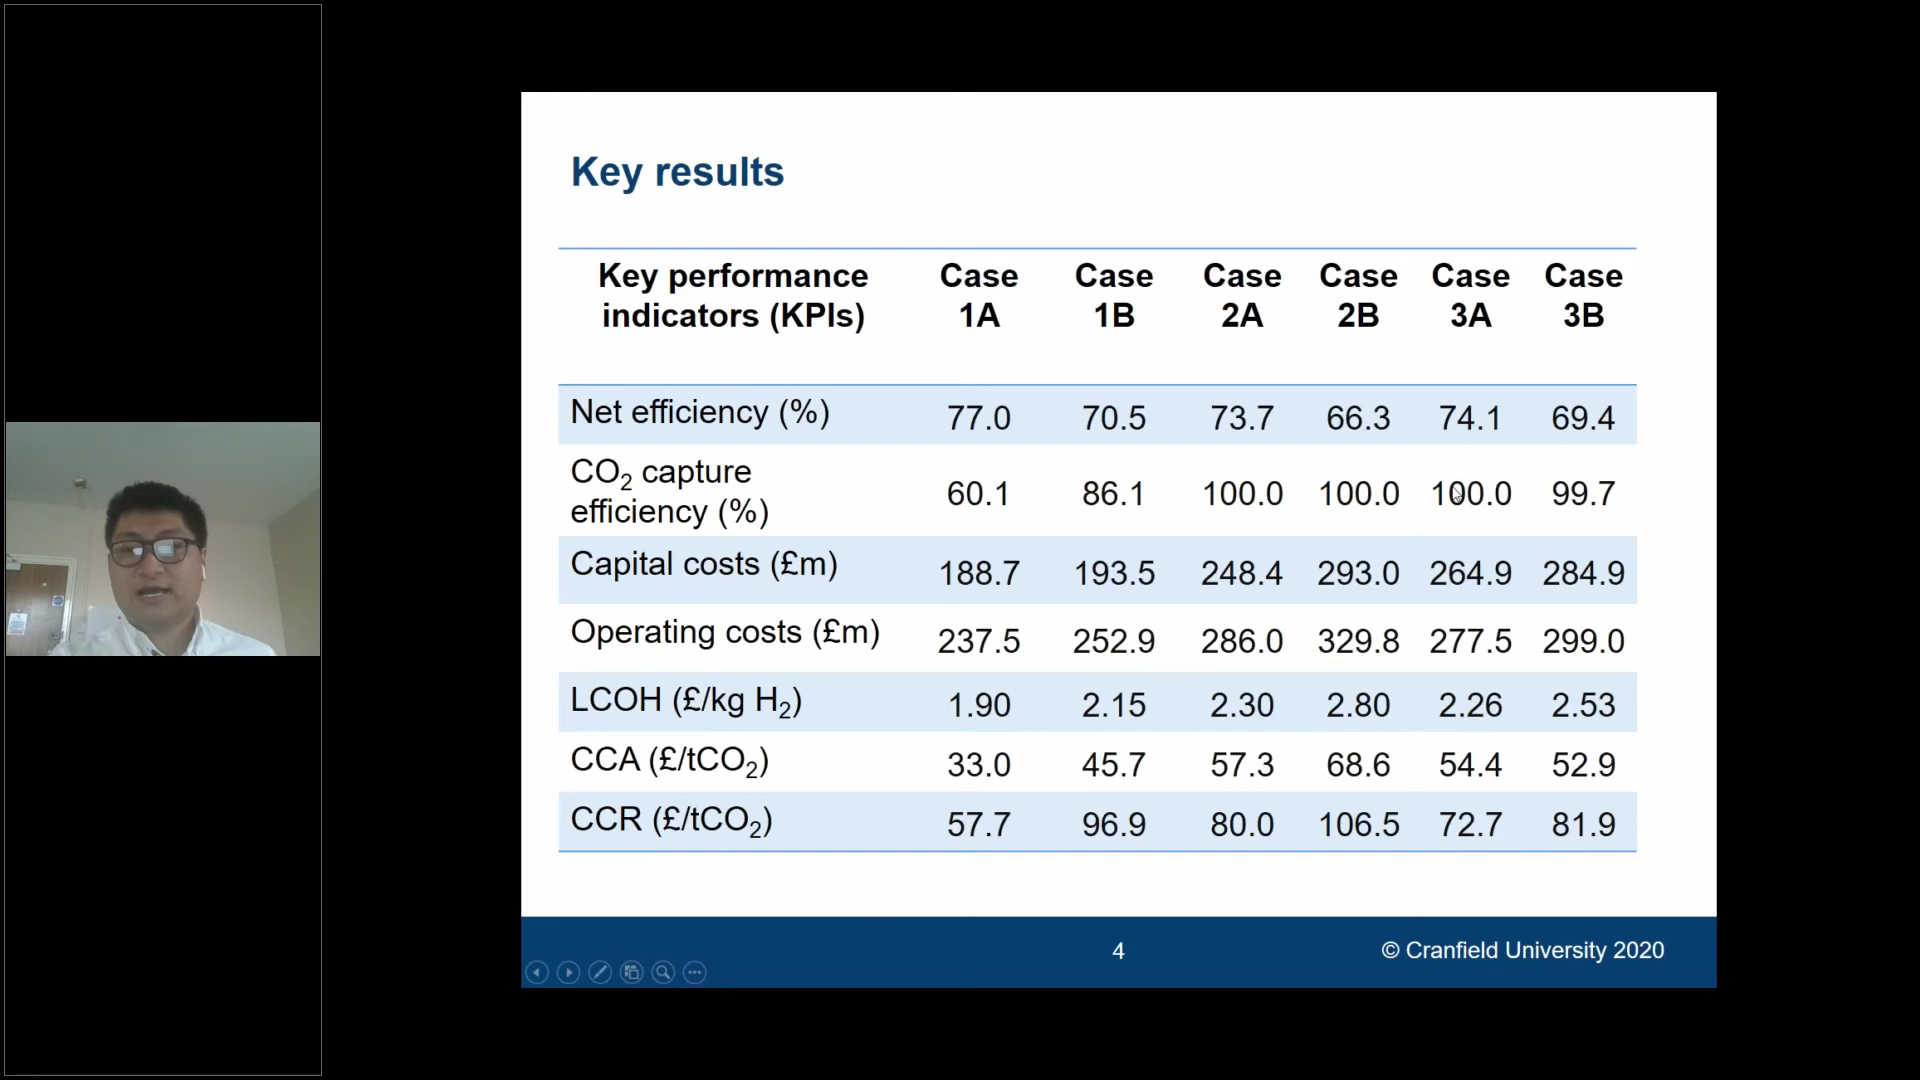 Key results
Key performance indicators (KPIs) Case 1A Case 1B Case 2A Case 2B Case 3A Case 3B
Net efficiency (%) 77.0 70.5 73.7 66.3 74.1 69.4
CO₂ capture efficiency (%) 60.1 86.1 100.0 100.0 100.0 99.7
Capital costs (£m) 188.7 193.5 248.4 293.0 264.9 284.9
Operating costs (£m) 237.5 252.9 286.0 329.8 277.5 299.0
LCOH (£/kg H₂) 1.90 2.15 2.30 2.80 2.26 2.53
CCA (£/tCO₂) 33.0 45.7 57.3 68.6 54.4 52.9
CCR (£/tCO₂) 57.7 96.9 80.0 106.5 72.7 81.9
4
© Cranfield University 2020